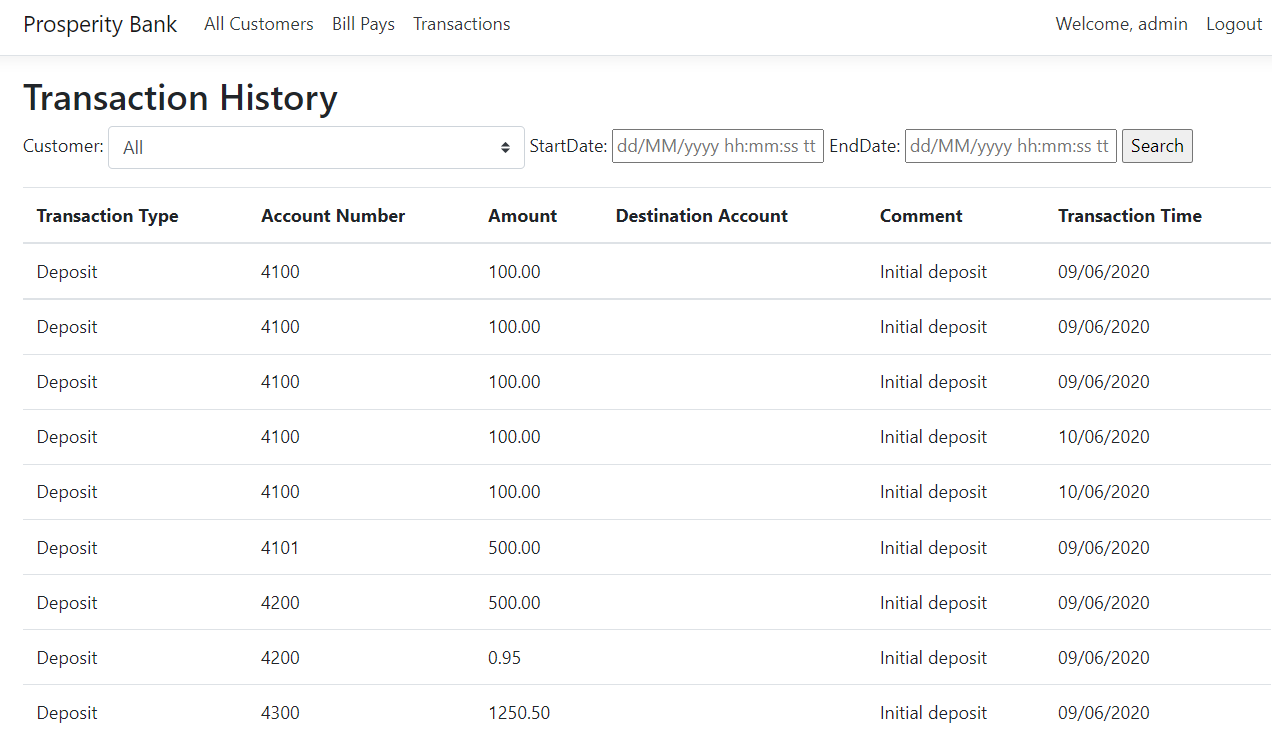 Prosperity Bank All Customers Bill Pays Transactions Welcome, admin Logout
Transaction History
Customer: All StartDate: dd/MM/yyyy hh:mm:ss tt EndDate: dd/MM/yyyy hh:mm:ss tt Search
Transaction Type Account Number Amount Destination Account Comment Transaction Time
Deposit 4100 100.00 Initial deposit 09/06/2020
Deposit 4100 100.00 Initial deposit 09/06/2020
Deposit 4100 100.00 Initial deposit 09/06/2020
Deposit 4100 100.00 Initial deposit 10/06/2020
Deposit 4100 100.00 Initial deposit 10/06/2020
Deposit 4101 500.00 Initial deposit 09/06/2020
Deposit 4200 500.00 Initial deposit 09/06/2020
Deposit 4200 0.95 Initial deposit 09/06/2020
Deposit 4300 1250.50 Initial deposit 09/06/2020